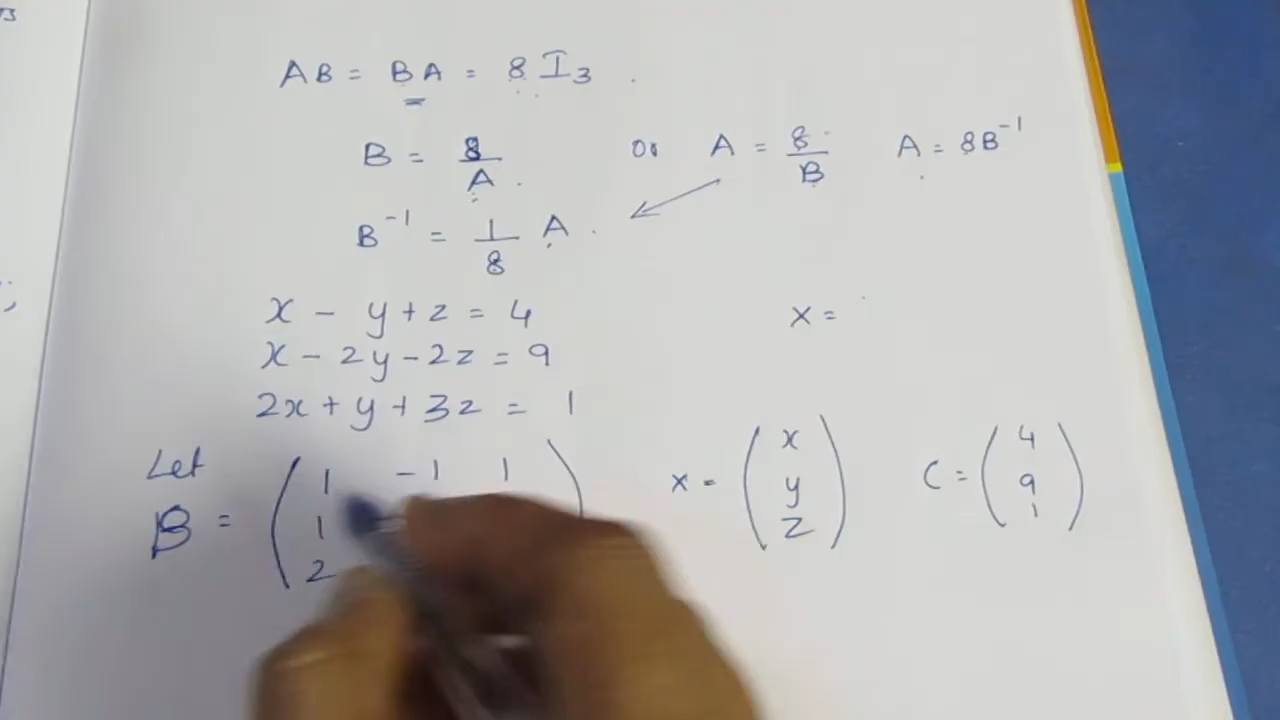 AB = BA = 8 I3
B = 8/A. Or A = 8/B A = 8B⁻¹
B⁻¹ = 1/8 A.
x - y + z = 4
x =
x - 2y - 2z = 9
2x + y + 3z = 1
Let
B = ( 1 -1 1
1
2
x = ( x y z )
C = ( 4 9 1 )